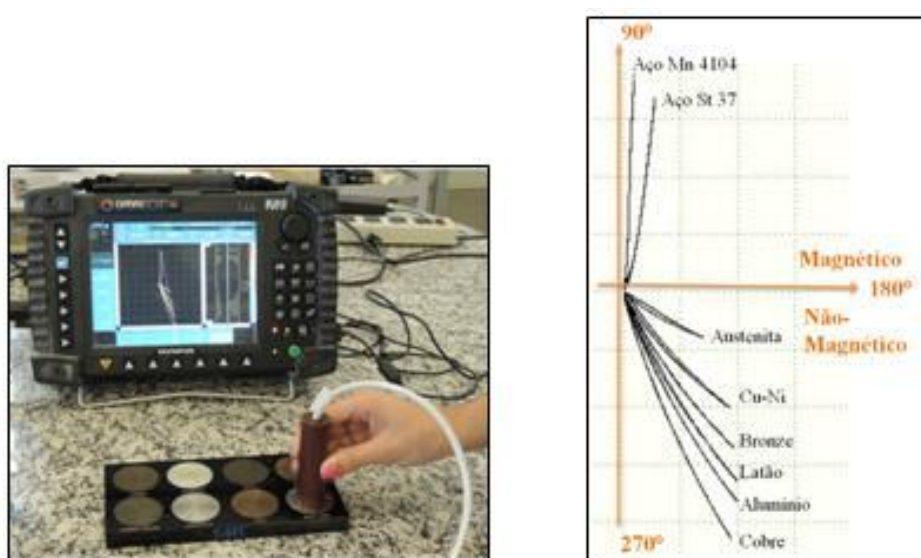 90°
Aço Mn 4104
Aço St 37
Magnético
180°
Não-
Magnético
Austenita
Cu-Ni
Bronze
Latão
Alumínio
Cobre
270°
OLYMPUS